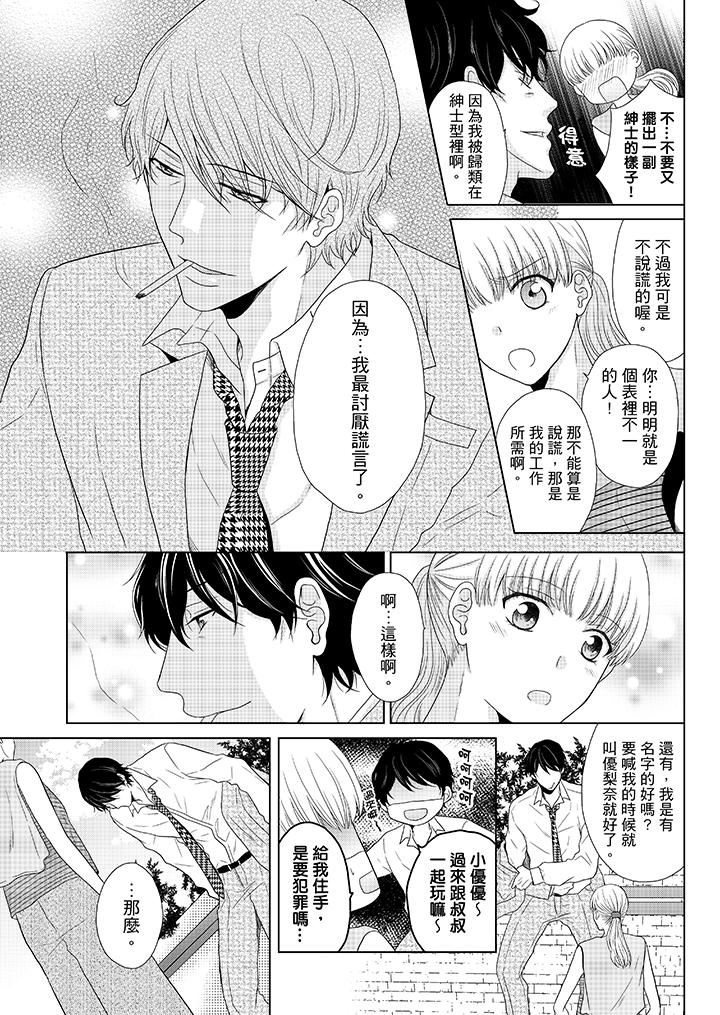 不…不要又
擺出一副
紳士的樣子！
得意
因為我被歸類在
紳士型裡啊。
不過我可是
不說謊的喔。
你…明明就是
個表裡不一
的人！
那不能算是
說謊，那是
我的工作
所需啊。
因為…我最討厭謊言了。
啊…這樣啊。
還有，我是有
名字的好嗎？
要喊我的時候就
叫優梨奈就好了。
小優優～
過來跟叔叔
一起玩嘛～
給我住手，
是要犯罪嗎…
…那麼。